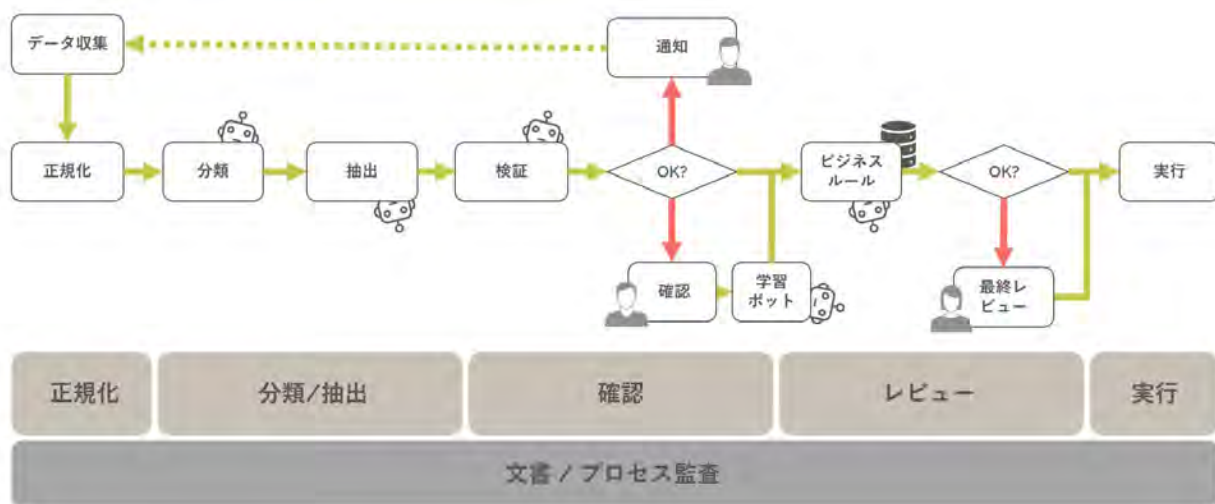 データ収集
通知
正規化
分類
抽出
検証
OK?
ビジネス
ルール
OK?
実行
確認
学習
ボット
最終レ
ビュー
正規化
分類/抽出
確認
レビュー
実行
文書 / プロセス監査